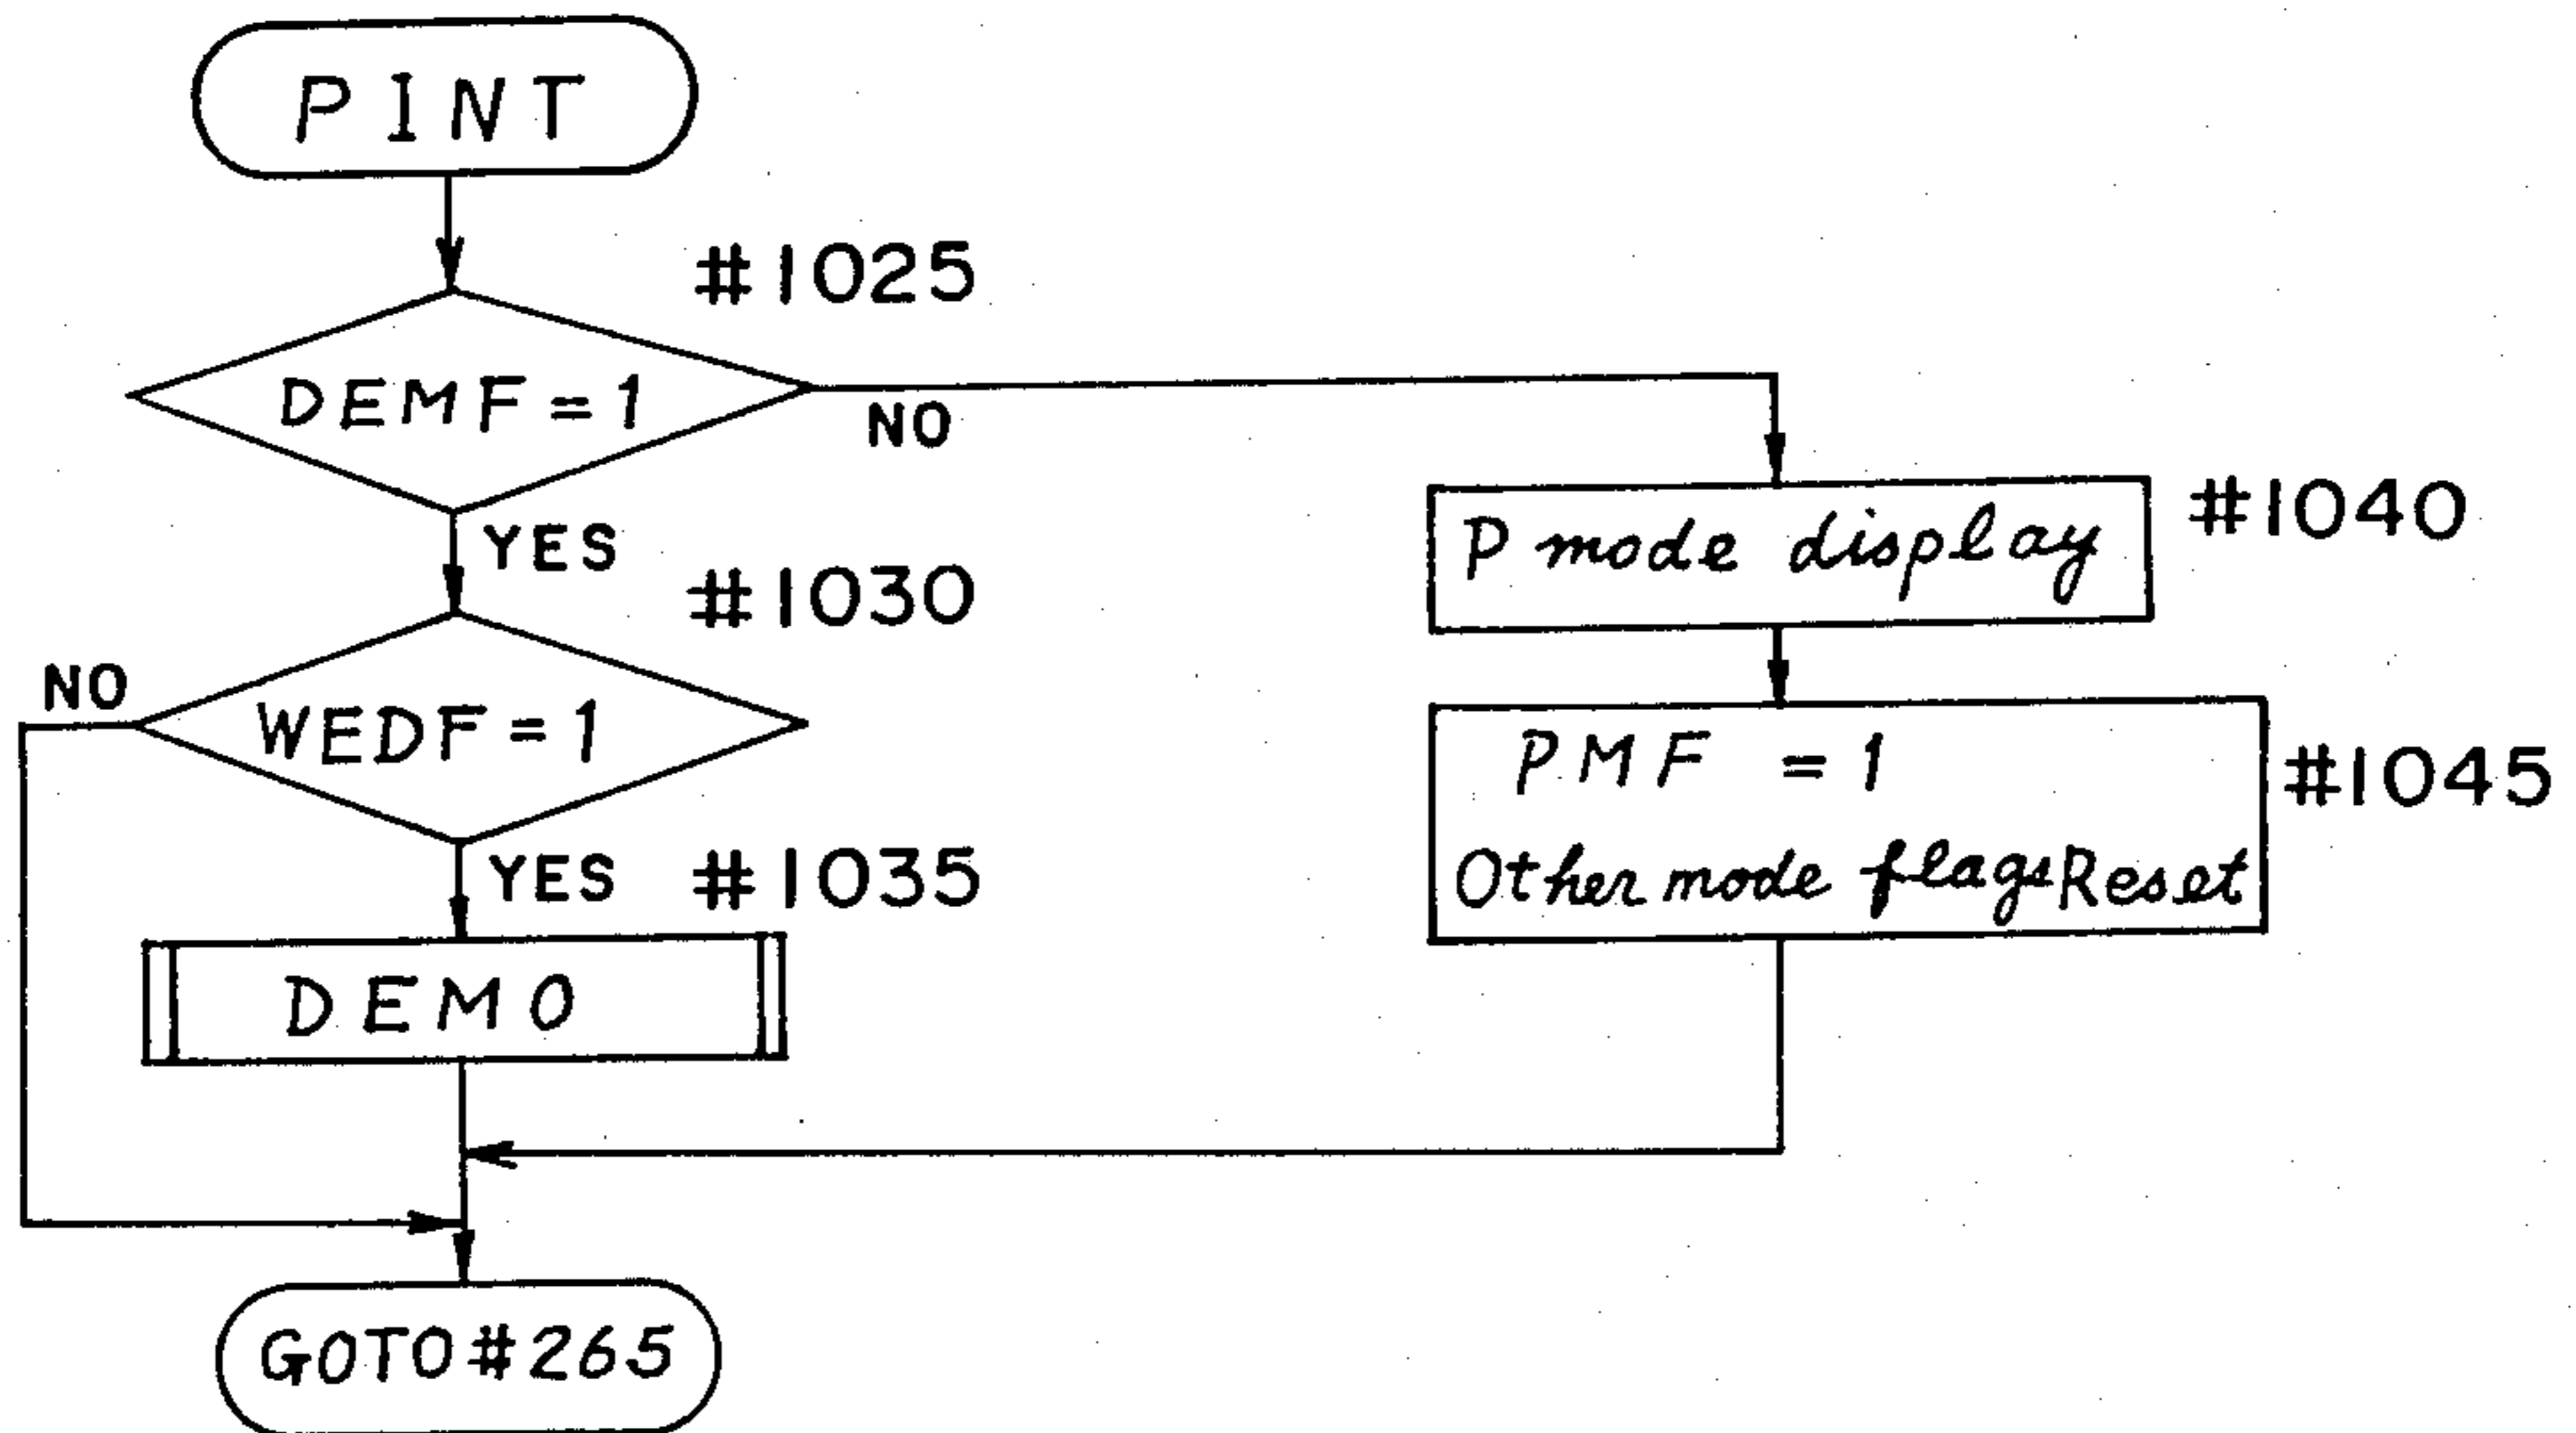 PINT
#1025
DEMF=1
NO
YES
#1030
NO
WEDF=1
YES
#1035
DEMO
P mode display
#1040
PMF = 1
#1045
Other mode flags Reset
GOTO#265